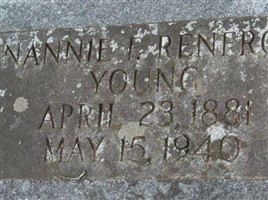 NANNIE F. RENFRO
YOUNG
APRIL 23, 1881
MAY 15, 1940